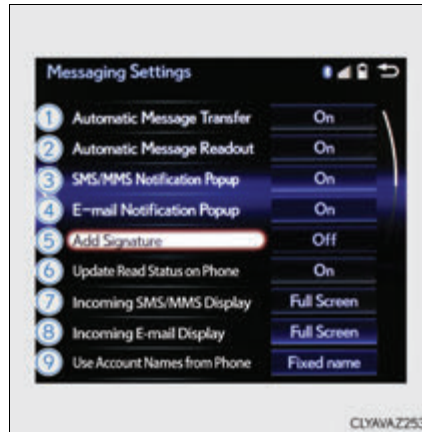 Messaging Settings
1 Automatic Message Transfer On
2 Automatic Message Readout On
3 SMS/MMS Notification Popup On
4 E-mail Notification Popup On
5 Add Signature Off
6 Update Read Status on Phone On
7 Incoming SMS/MMS Display Full Screen
8 Incoming E-mail Display Full Screen
9 Use Account Names from Phone Fixed name
CLYAVAZ253